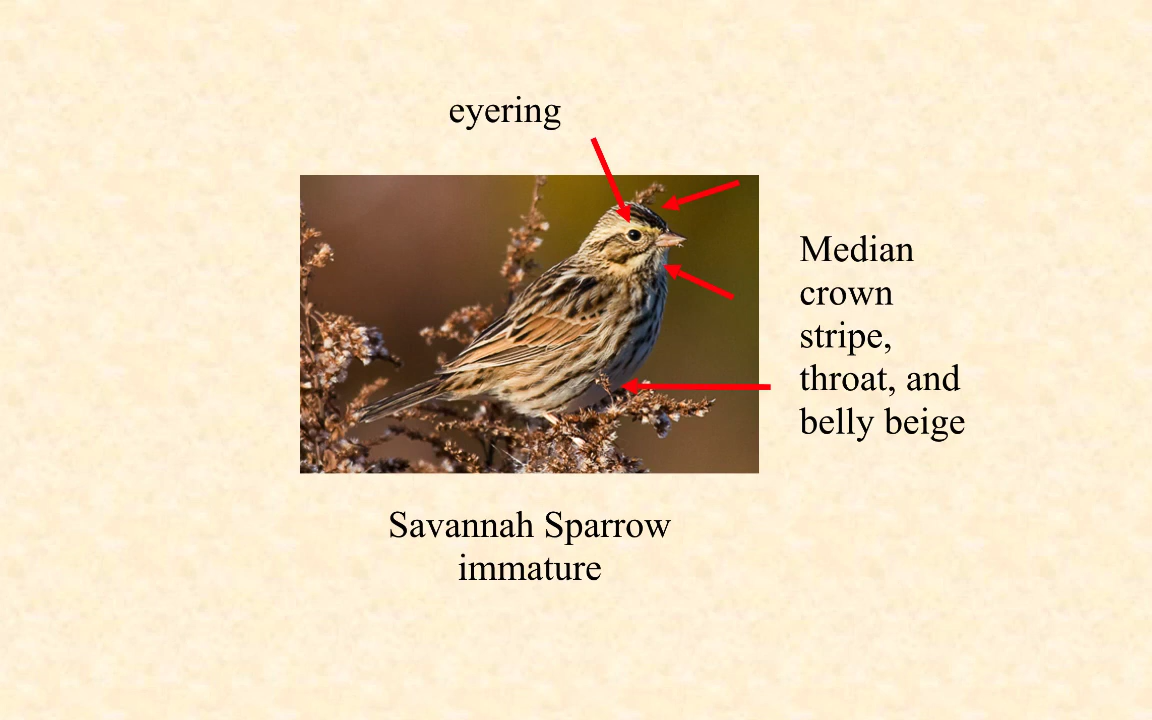 eyering
Median
crown
stripe,
throat, and
belly beige
Savannah Sparrow
immature